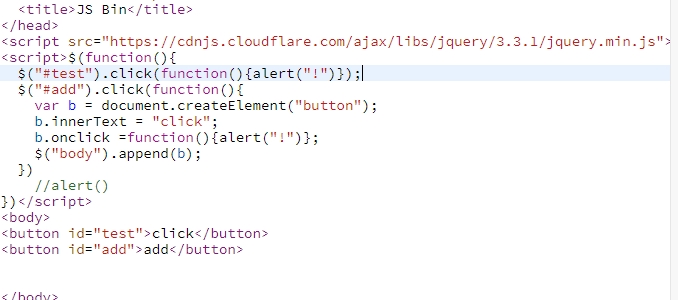 <title>JS Bin</title>
</head>
<script src="https://cdnjs.cloudflare.com/ajax/libs/jquery/3.3.1/jquery.min.js">
<script>$(function(){
$("#test").click(function(){alert("!")});
$("#add").click(function(){
var b = document.createElement("button");
b.innerText = "click";
b.onclick =function(){alert("!")};
$("body").append(b);
})
//alert()
})</script>
<body>
<button id="test">click</button>
<button id="add">add</button>
</body>